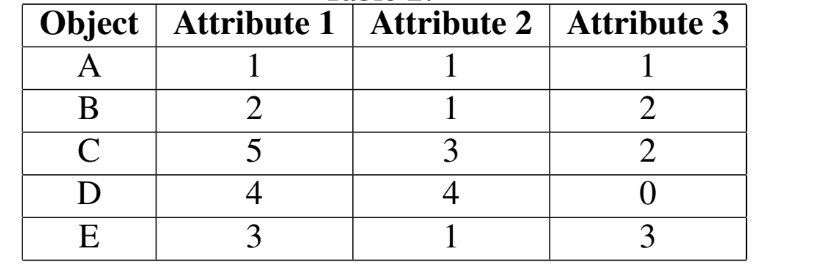 Object Attribute 1 Attribute 2 Attribute 3
A 1 1 1
B 2 1 2
C 5 3 2
D 4 4 0
E 3 1 3